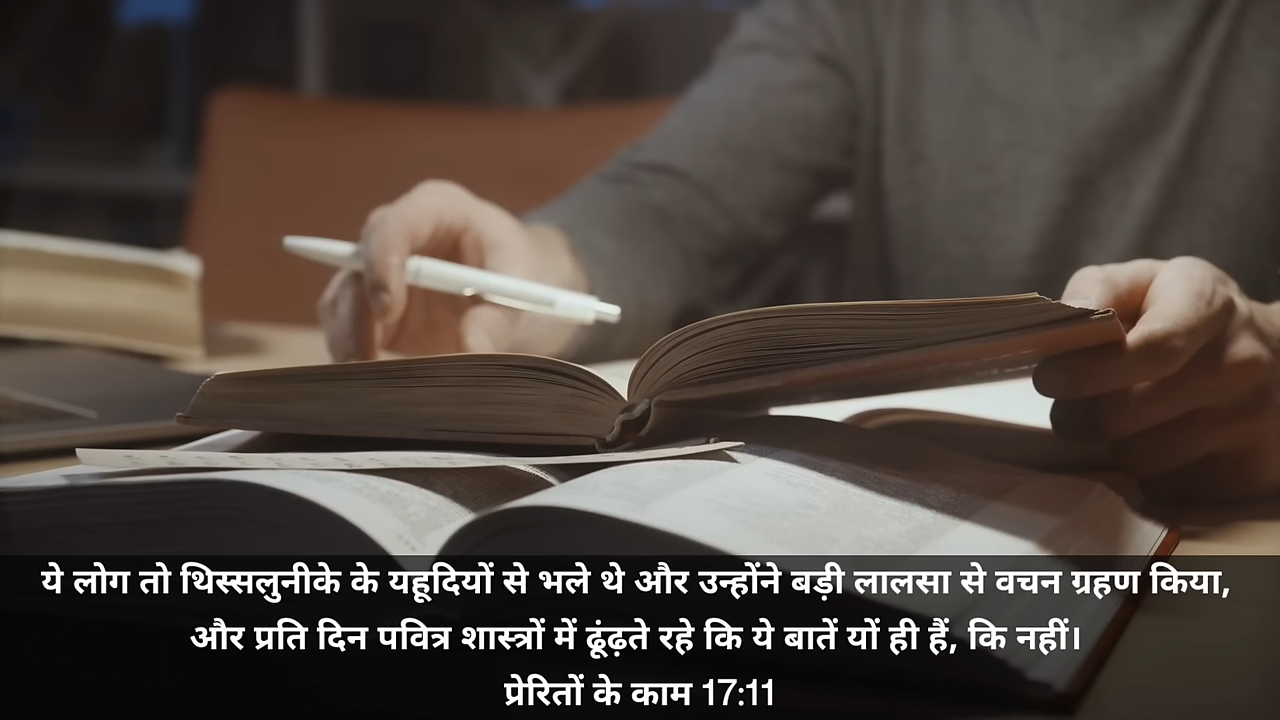 ये लोग तो थिस्सलुनीके के यहूदियों से भले थे और उन्होंने बड़ी लालसा से वचन ग्रहण किया,
और प्रति दिन पवित्र शास्त्रों में ढूंढ़ते रहे कि ये बातें यों ही हैं, कि नहीं।
प्रेरितों के काम 17:11